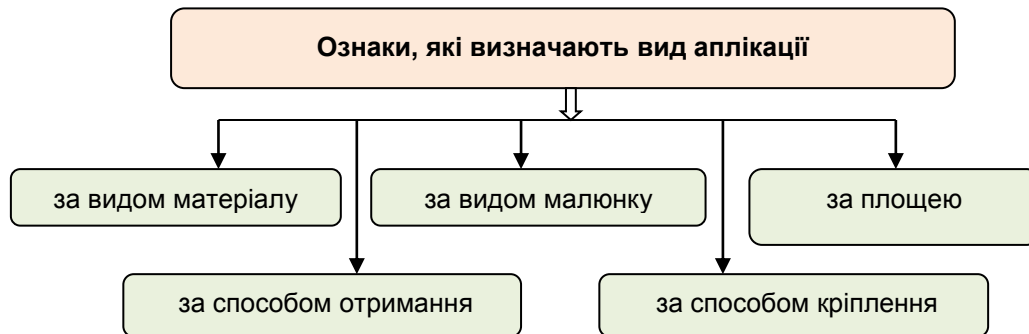 Ознаки, які визначають вид аплікації
за видом матеріалу
за видом малюнку
за площею
за способом отримання
за способом кріплення